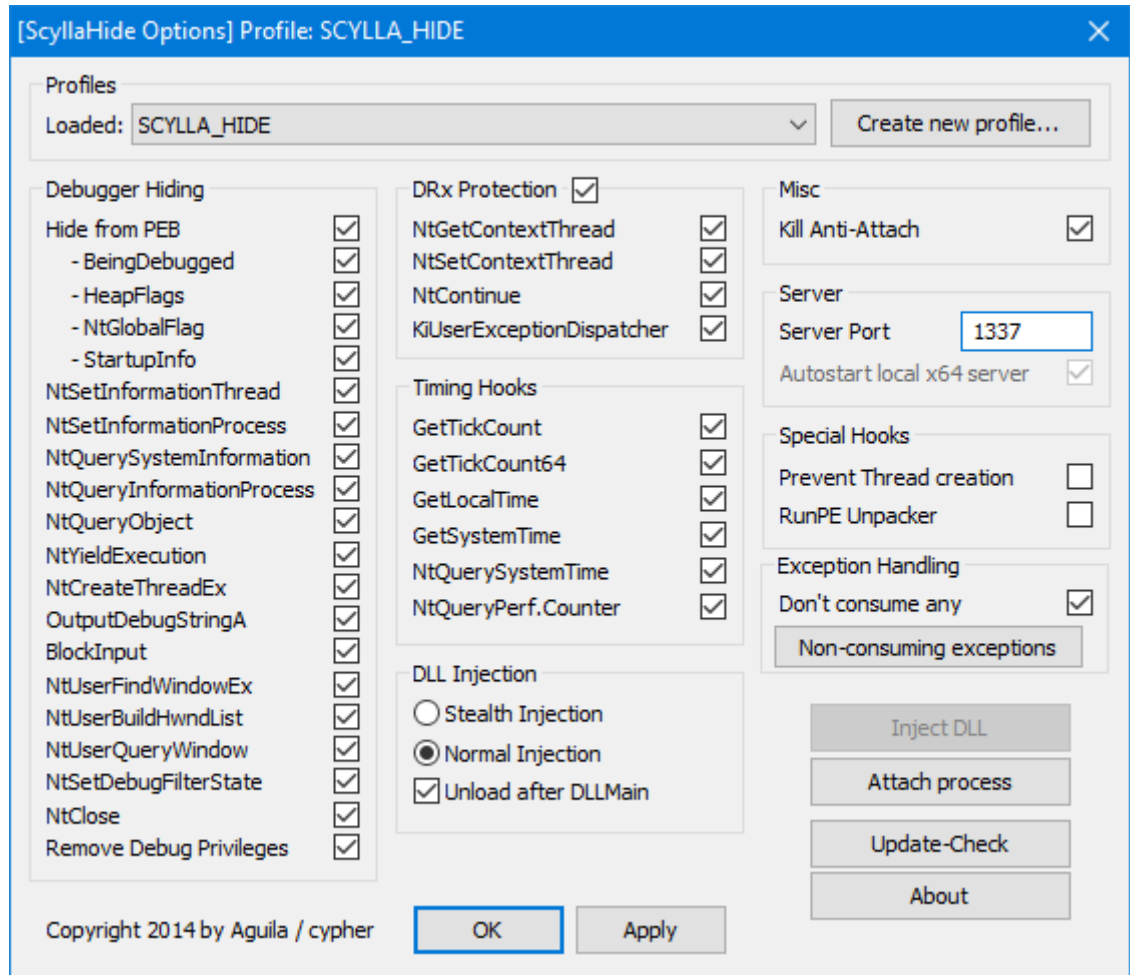 [ScyllaHide Options] Profile: SCYLLA_HIDE
Profiles
Loaded: SCYLLA_HIDE
Create new profile...
Debugger Hiding
Hide from PEB
- BeingDebugged
- HeapFlags
- NtGlobalFlag
- StartupInfo
NtSetInformationThread
NtSetInformationProcess
NtQuerySystemInformation
NtQueryInformationProcess
NtQueryObject
NtYieldExecution
NtCreateThreadEx
OutputDebugStringA
BlockInput
NtUserFindWindowEx
NtUserBuildHwndList
NtUserQueryWindow
NtSetDebugFilterState
NtClose
Remove Debug Privileges
DRx Protection
NtGetContextThread
NtSetContextThread
NtContinue
KiUserExceptionDispatcher
Timing Hooks
GetTickCount
GetTickCount64
GetLocalTime
GetSystemTime
NtQuerySystemTime
NtQueryPerf.Counter
DLL Injection
Stealth Injection
Normal Injection
Unload after DLLMain
Misc
Kill Anti-Attach
Server
Server Port 1337
Autostart local x64 server
Special Hooks
Prevent Thread creation
RunPE Unpacker
Exception Handling
Don't consume any
Non-consuming exceptions
Inject DLL
Attach process
Update-Check
About
Copyright 2014 by Aguila / cypher
OK
Apply